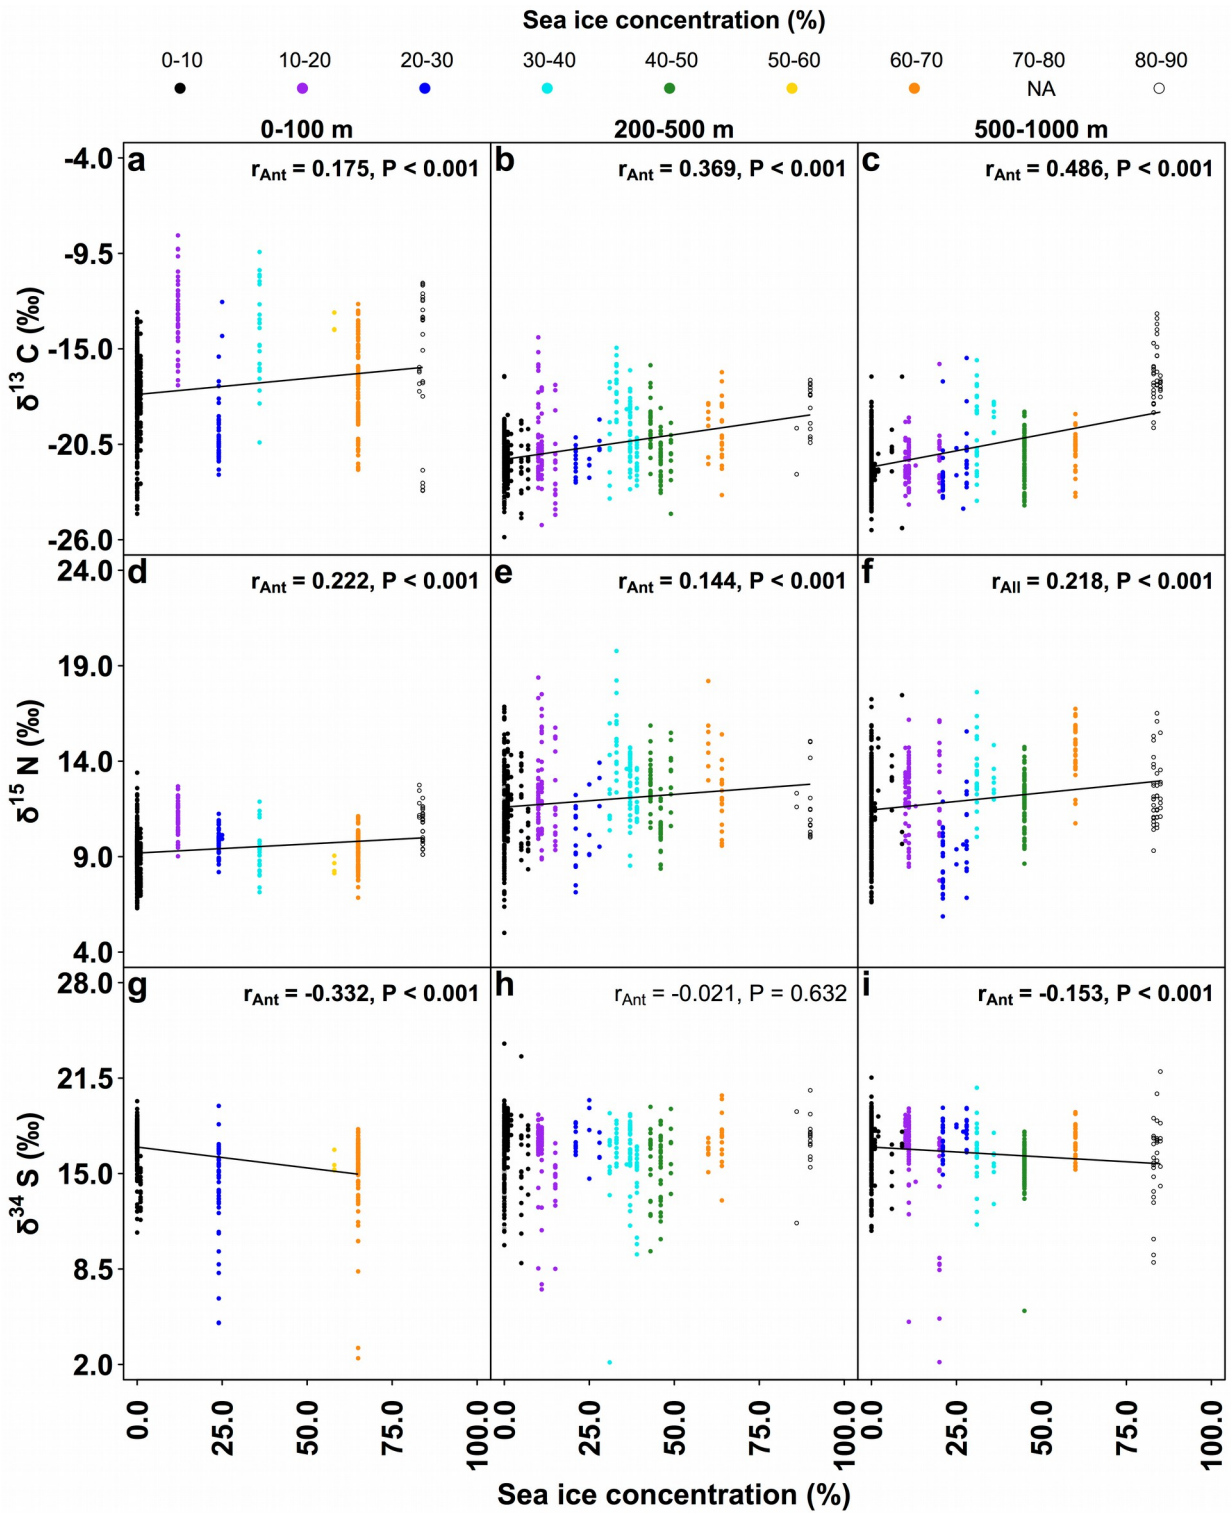 Sea ice concentration (%)
0-10 10-20 20-30 30-40 40-50 50-60 60-70 70-80 80-90
NA
0-100 m 200-500 m 500-1000 m
a
rAnt = 0.175, P < 0.001
b
rAnt = 0.369, P < 0.001
c
rAnt = 0.486, P < 0.001
-4.0
-9.5
-15.0
-20.5
-26.0
δ13 C (‰)
d
rAnt = 0.222, P < 0.001
e
rAnt = 0.144, P < 0.001
f
rAll = 0.218, P < 0.001
24.0
19.0
14.0
9.0
4.0
δ15 N (‰)
g
rAnt = -0.332, P < 0.001
h
rAnt = -0.021, P = 0.632
i
rAnt = -0.153, P < 0.001
28.0
21.5
15.0
8.5
2.0
δ34 S (‰)
0.0 25.0 50.0 75.0 100.0 0.0 25.0 50.0 75.0 100.0 0.0 25.0 50.0 75.0 100.0
Sea ice concentration (%)